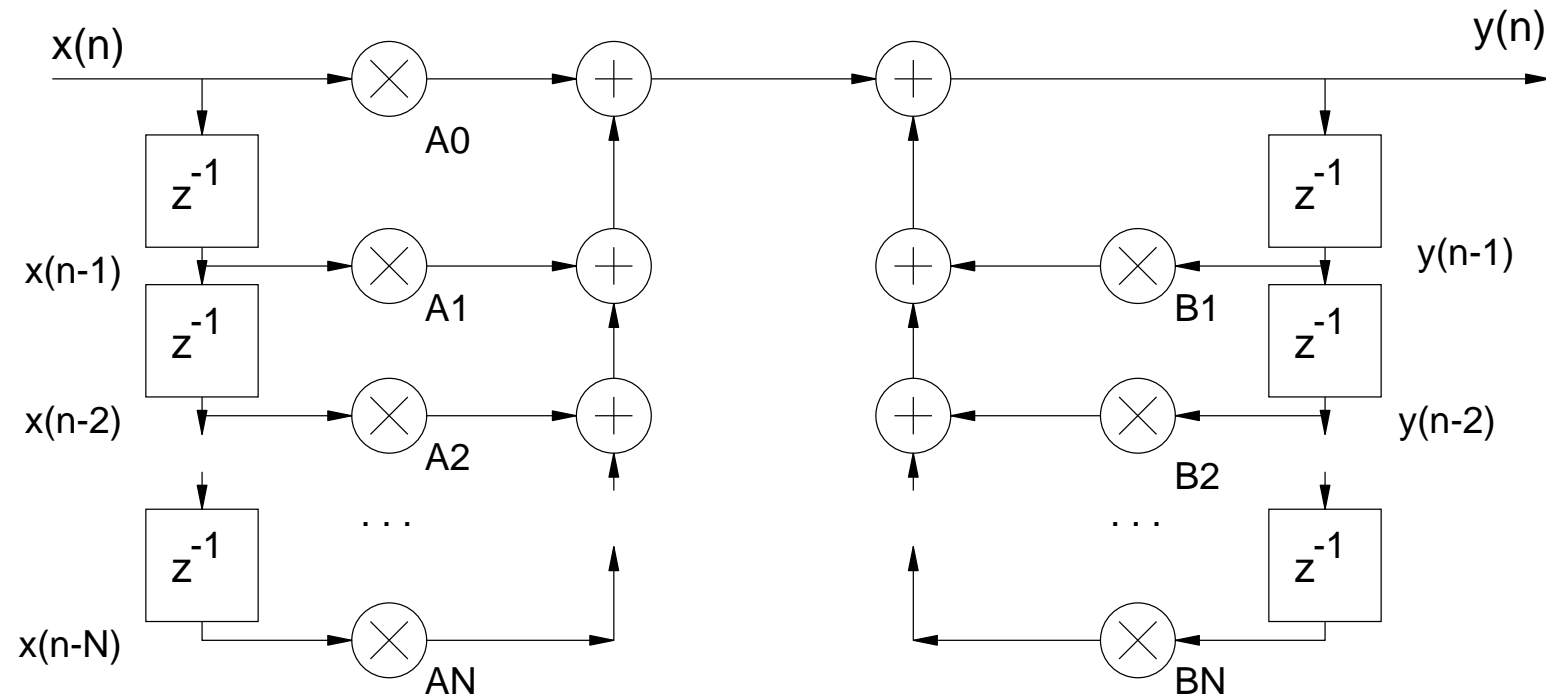 x(n)
y(n)
A0
z-1
z-1
x(n-1)
y(n-1)
A1
B1
z-1
z-1
x(n-2)
y(n-2)
A2
B2
. . .
. . .
z-1
z-1
x(n-N)
AN
BN